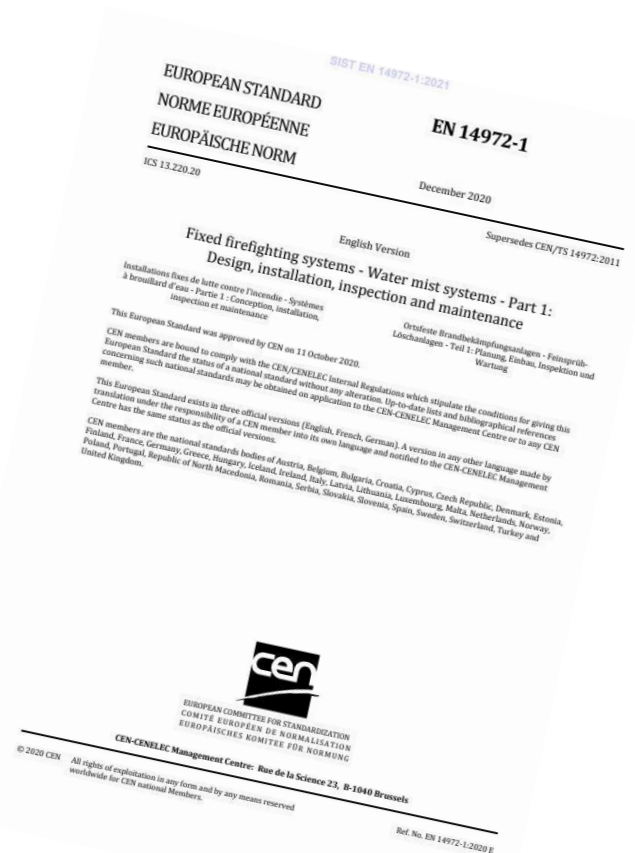 SIST EN 14972-1:2021
EUROPEAN STANDARD
NORME EUROPÉENNE
EUROPÄISCHE NORM
EN 14972-1
December 2020
ICS 13.220.20
Supersedes CEN/TS 14972:2011
English Version
Fixed firefighting systems - Water mist systems - Part 1:
Design, installation, inspection and maintenance
Installations fixes de lutte contre l'incendie - Systèmes
à brouillard d'eau - Partie 1 : Conception, installation,
inspection et maintenance
Ortsfeste Brandbekämpfungsanlagen - Feinsprüh-
Löschanlagen - Teil 1: Planung, Einbau, Inspektion und
Wartung
This European Standard was approved by CEN on 11 October 2020.
CEN members are bound to comply with the CEN/CENELEC Internal Regulations which stipulate the conditions for giving this
European Standard the status of a national standard without any alteration. Up-to-date lists and bibliographical references
concerning such national standards may be obtained on application to the CEN-CENELEC Management Centre or to any CEN
member.
This European Standard exists in three official versions (English, French, German). A version in any other language made by
translation under the responsibility of a CEN member into its own language and notified to the CEN-CENELEC Management
Centre has the same status as the official versions.
CEN members are the national standards bodies of Austria, Belgium, Bulgaria, Croatia, Cyprus, Czech Republic, Denmark, Estonia,
Finland, France, Germany, Greece, Hungary, Iceland, Ireland, Italy, Latvia, Lithuania, Luxembourg, Malta, Netherlands, Norway,
Poland, Portugal, Republic of North Macedonia, Romania, Serbia, Slovakia, Slovenia, Spain, Sweden, Switzerland, Turkey and
United Kingdom.
cen
EUROPEAN COMMITTEE FOR STANDARDIZATION
COMITÉ EUROPÉEN DE NORMALISATION
EUROPÄISCHES KOMITEE FÜR NORMUNG
CEN-CENELEC Management Centre: Rue de la Science 23, B-1040 Brussels
© 2020 CEN
All rights of exploitation in any form and by any means reserved
worldwide for CEN national Members.
Ref. No. EN 14972-1:2020 E